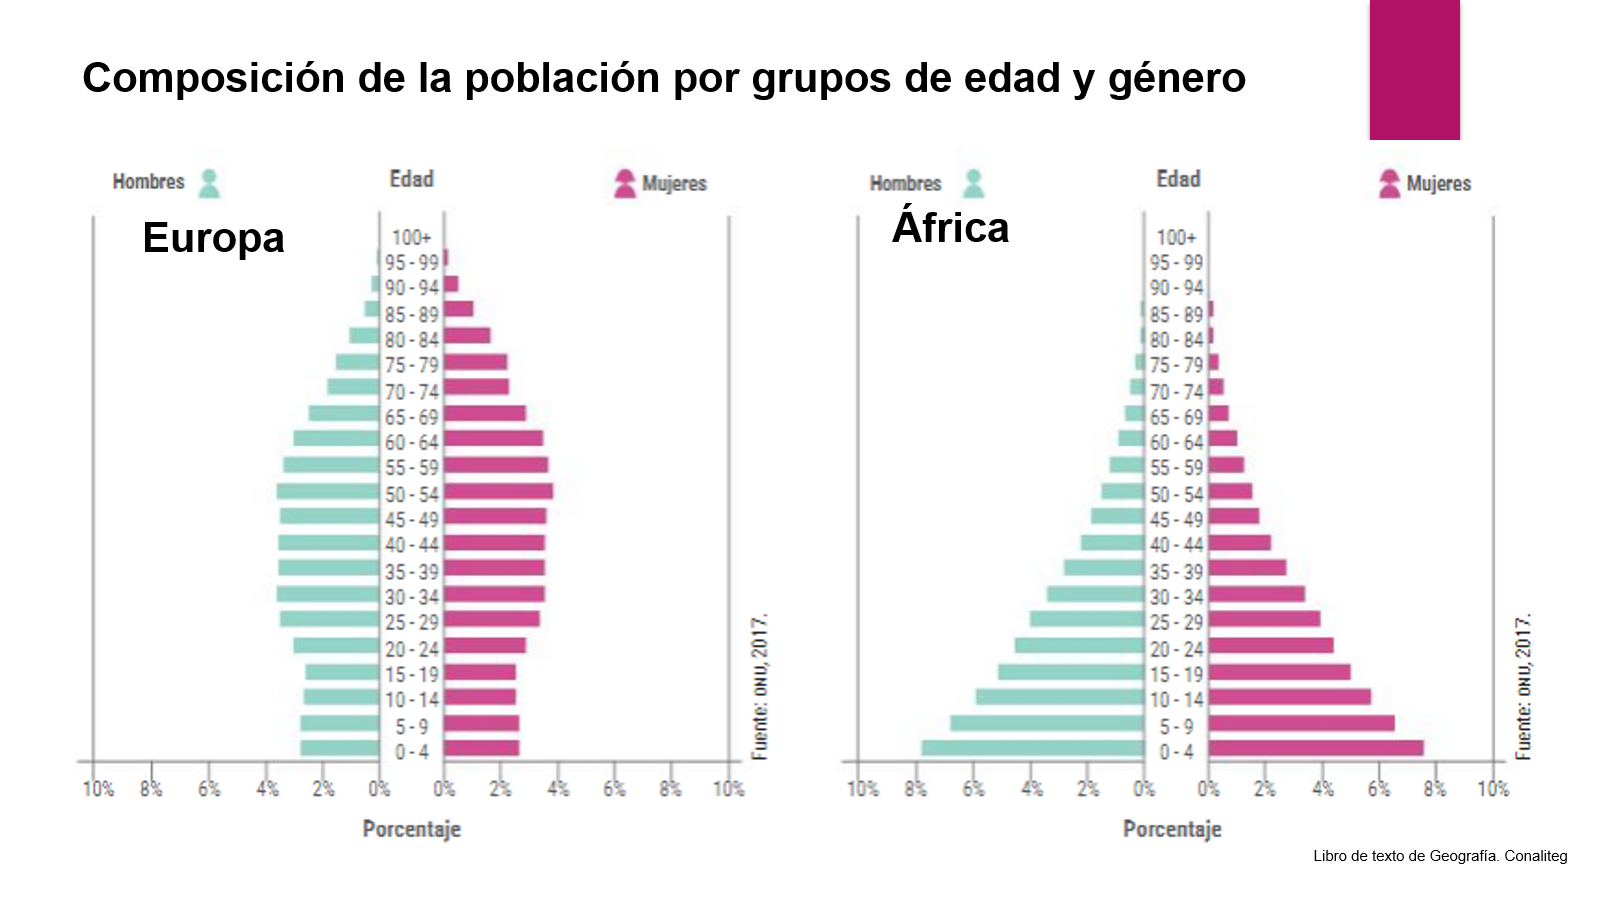 Composición de la población por grupos de edad y género
Hombres
Edad
Mujeres
Europa
100+
95 - 99
90 - 94
85 - 89
80 - 84
75 - 79
70 - 74
65 - 69
60 - 64
55 - 59
50 - 54
45 - 49
40 - 44
35 - 39
30 - 34
25 - 29
20 - 24
15 - 19
10 - 14
5 - 9
0 - 4
10% 8% 6% 4% 2% 0% 0% 2% 4% 6% 8% 10%
Porcentaje
Fuente: ONU, 2017.
Hombres
Edad
Mujeres
África
100+
95 - 99
90 - 94
85 - 89
80 - 84
75 - 79
70 - 74
65 - 69
60 - 64
55 - 59
50 - 54
45 - 49
40 - 44
35 - 39
30 - 34
25 - 29
20 - 24
15 - 19
10 - 14
5 - 9
0 - 4
10% 8% 6% 4% 2% 0% 0% 2% 4% 6% 8% 10%
Porcentaje
Fuente: ONU, 2017.
Libro de texto de Geografía. Conaliteg